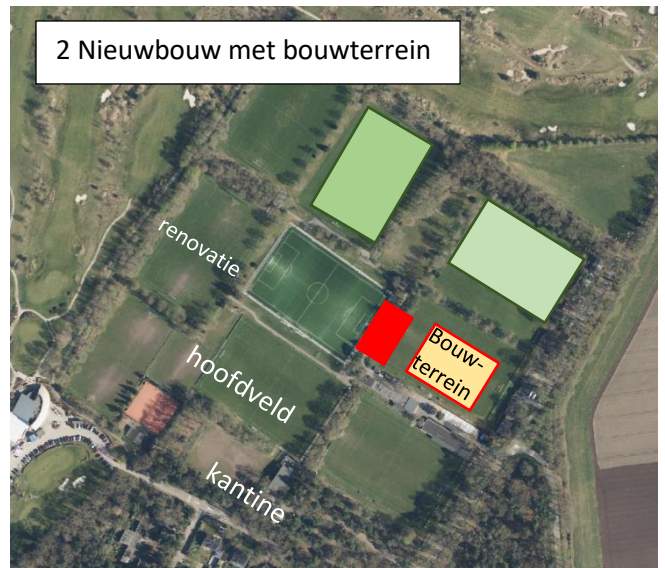 2 Nieuwbouw met bouwterrein
renovatie
Bouw-
terrein
hoofdveld
kantine